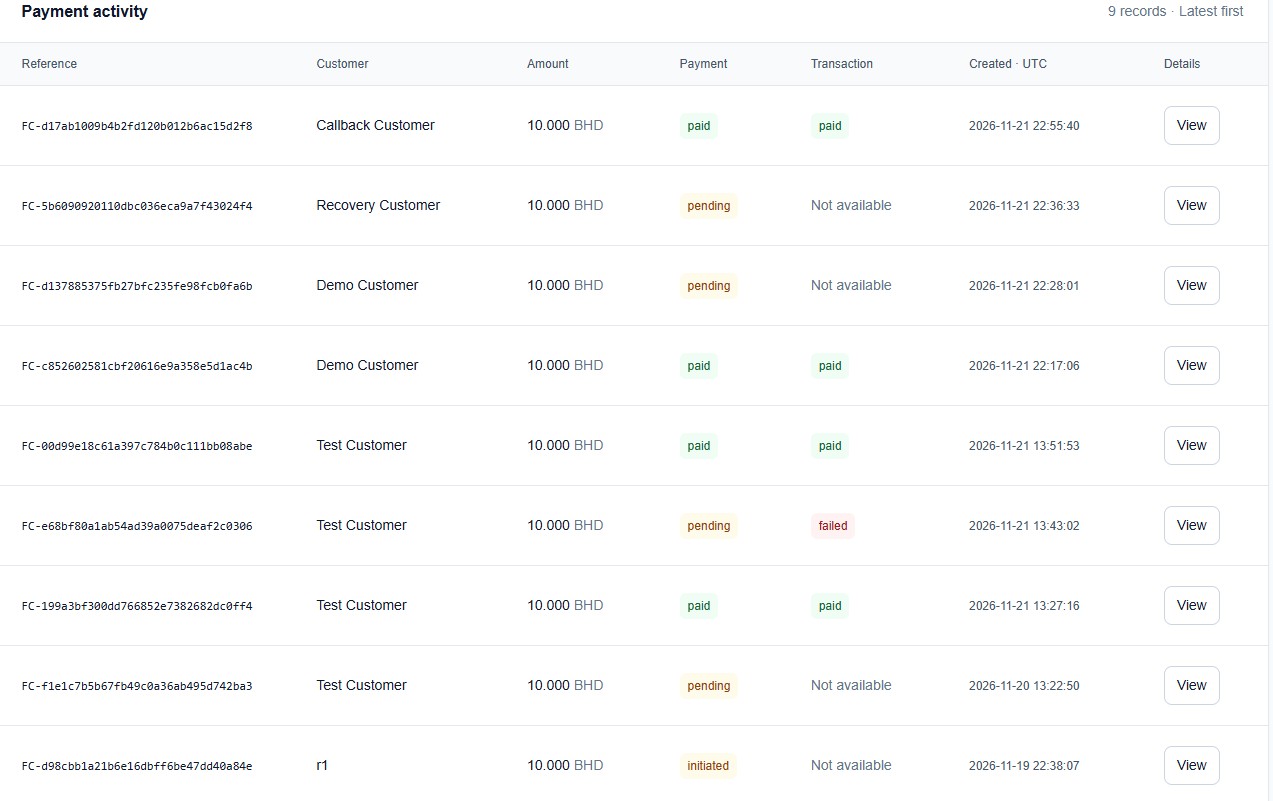 Payment activity 9 records · Latest first
Reference Customer Amount Payment Transaction Created · UTC Details
FC-d17ab1009b4b2fd120b012b6ac15d2f8 Callback Customer 10.000 BHD paid paid 2026-11-21 22:55:40 View
FC-5b6090920110dbc036eca9a7f43024f4 Recovery Customer 10.000 BHD pending Not available 2026-11-21 22:36:33 View
FC-d137885375fb27bfc235fe98fcb0fa6b Demo Customer 10.000 BHD pending Not available 2026-11-21 22:28:01 View
FC-c852602581cbf20616e9a358e5d1ac4b Demo Customer 10.000 BHD paid paid 2026-11-21 22:17:06 View
FC-00d99e18c61a397c784b0c111bb08abe Test Customer 10.000 BHD paid paid 2026-11-21 13:51:53 View
FC-e68bf80a1ab54ad39a0075deaf2c0306 Test Customer 10.000 BHD pending failed 2026-11-21 13:43:02 View
FC-199a3bf300dd766852e7382682dc0ff4 Test Customer 10.000 BHD paid paid 2026-11-21 13:27:16 View
FC-f1e1c7b5b67fb49c0a36ab495d742ba3 Test Customer 10.000 BHD pending Not available 2026-11-20 13:22:50 View
FC-d98cbb1a21b6e16dbff6be47dd40a84e r1 10.000 BHD initiated Not available 2026-11-19 22:38:07 View